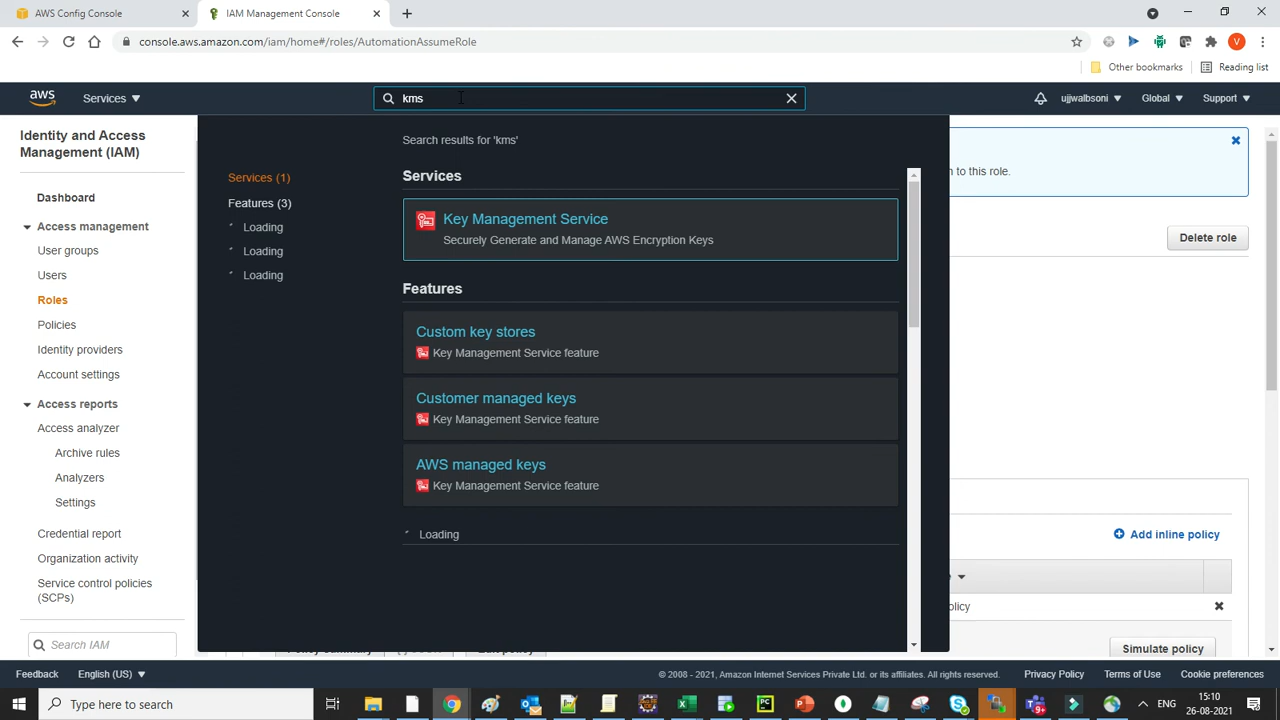 AWS Config Console
IAM Management Console
console.aws.amazon.com/iam/home#/roles/AutomationAssumeRole
V
Other bookmarks
Reading list
aws
Services
kms
ujjwalbsoni
Global
Support
Identity and Access
Management (IAM)
Dashboard
Access management
User groups
Users
Roles
Policies
Identity providers
Account settings
Access reports
Access analyzer
Archive rules
Analyzers
Settings
Credential report
Organization activity
Service control policies
(SCPs)
Search IAM
Search results for 'kms'
Services (1)
Features (3)
Loading
Loading
Loading
Services
Key Management Service
Securely Generate and Manage AWS Encryption Keys
Features
Custom key stores
Key Management Service feature
Customer managed keys
Key Management Service feature
AWS managed keys
Key Management Service feature
Loading
to this role.
Delete role
Add inline policy
Simulate policy
Feedback
English (US)
© 2008 - 2021, Amazon Internet Services Private Ltd. or its affiliates. All rights reserved.
Privacy Policy
Terms of Use
Cookie preferences
Type here to search
ENG
15:10
26-08-2021